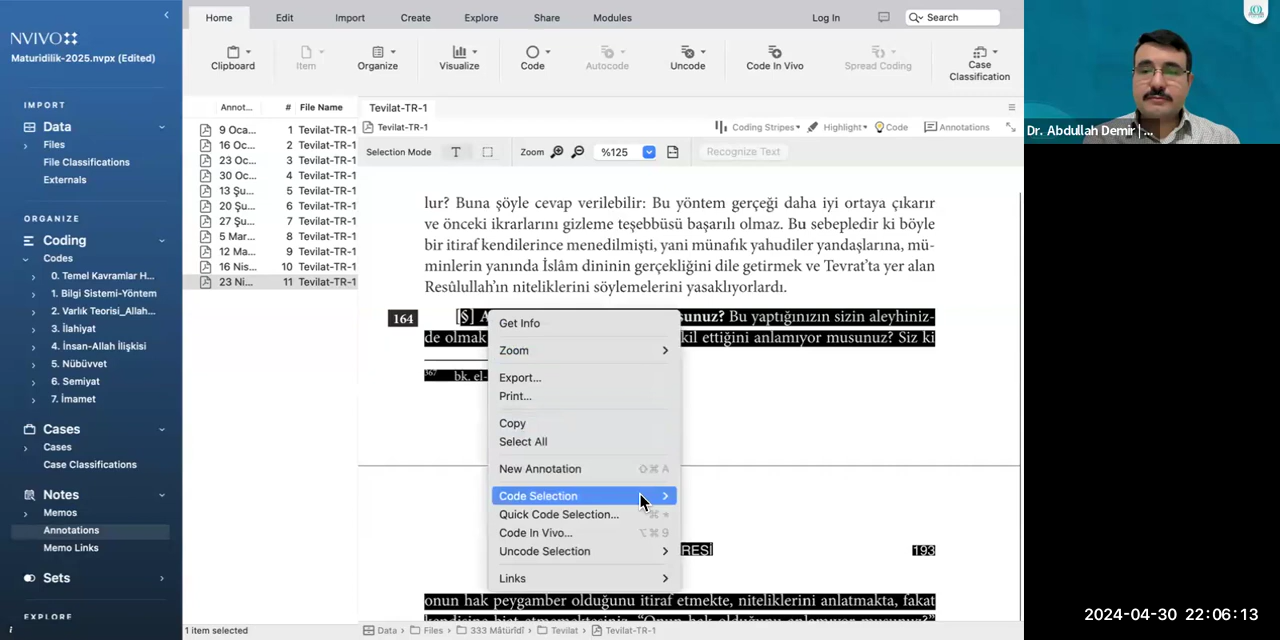 NVIVO
Maturidilik-2025.nvpx (Edited)
IMPORT
Data
Files
File Classifications
Externals
ORGANIZE
Coding
Codes
0. Temel Kavramlar H...
1. Bilgi Sistemi-Yöntem
2. Varlık Teorisi_Allah...
3. İlahiyat
4. İnsan-Allah İlişkisi
5. Nübüvvet
6. Semiyat
7. İmamet
Cases
Cases
Case Classifications
Notes
Memos
Annotations
Memo Links
Sets
EXPLORE
Home Edit Import Create Explore Share Modules Log In Search
Clipboard Item Organize Visualize Code Autocode Uncode Code In Vivo Spread Coding Case Classification
Annot... # File Name
9 Oca... 1 Tevilat-TR-1
16 Oc... 2 Tevilat-TR-1
23 Oc... 3 Tevilat-TR-1
30 Oc... 4 Tevilat-TR-1
13 Şu... 5 Tevilat-TR-1
20 Şu... 6 Tevilat-TR-1
27 Şu... 7 Tevilat-TR-1
5 Mar... 8 Tevilat-TR-1
12 Ma... 9 Tevilat-TR-1
16 Nis... 10 Tevilat-TR-1
23 Ni... 11 Tevilat-TR-1
1 item selected
Tevilat-TR-1
Tevilat-TR-1 Coding Stripes Highlight Code Annotations
Selection Mode T Zoom %125 Recognize Text
lur? Buna şöyle cevap verilebilir: Bu yöntem gerçeği daha iyi ortaya çıkarır
ve önceki ikrarlarını gizleme teşebbüsü başarılı olmaz. Bu sebepledir ki böyle
bir itiraf kendilerince menedilmişti, yani münafık yahudiler yandaşlarına, mü-
minlerin yanında İslâm dininin gerçekliğini dile getirmek ve Tevrat’ta yer alan
Resûlullah’ın niteliklerini söylemelerini yasaklıyorlardı.
164 [§] A sunuz? Bu yaptığınızın sizin aleyhiniz-
de olmak kil ettiğini anlamıyor musunuz? Siz ki
367 bk. el-
RESİ 193
onun hak peygamber olduğunu itiraf etmekte, niteliklerini anlatmakta, fakat
Get Info
Zoom
Export...
Print...
Copy
Select All
New Annotation ⇧⌘ A
Code Selection
Quick Code Selection... ⌘ *
Code In Vivo... ⌥⌘ 9
Uncode Selection
Links
Data Files 333 Mâtürîdî Tevilat Tevilat-TR-1
Dr. Abdullah Demir |...
2024-04-30 22:06:13